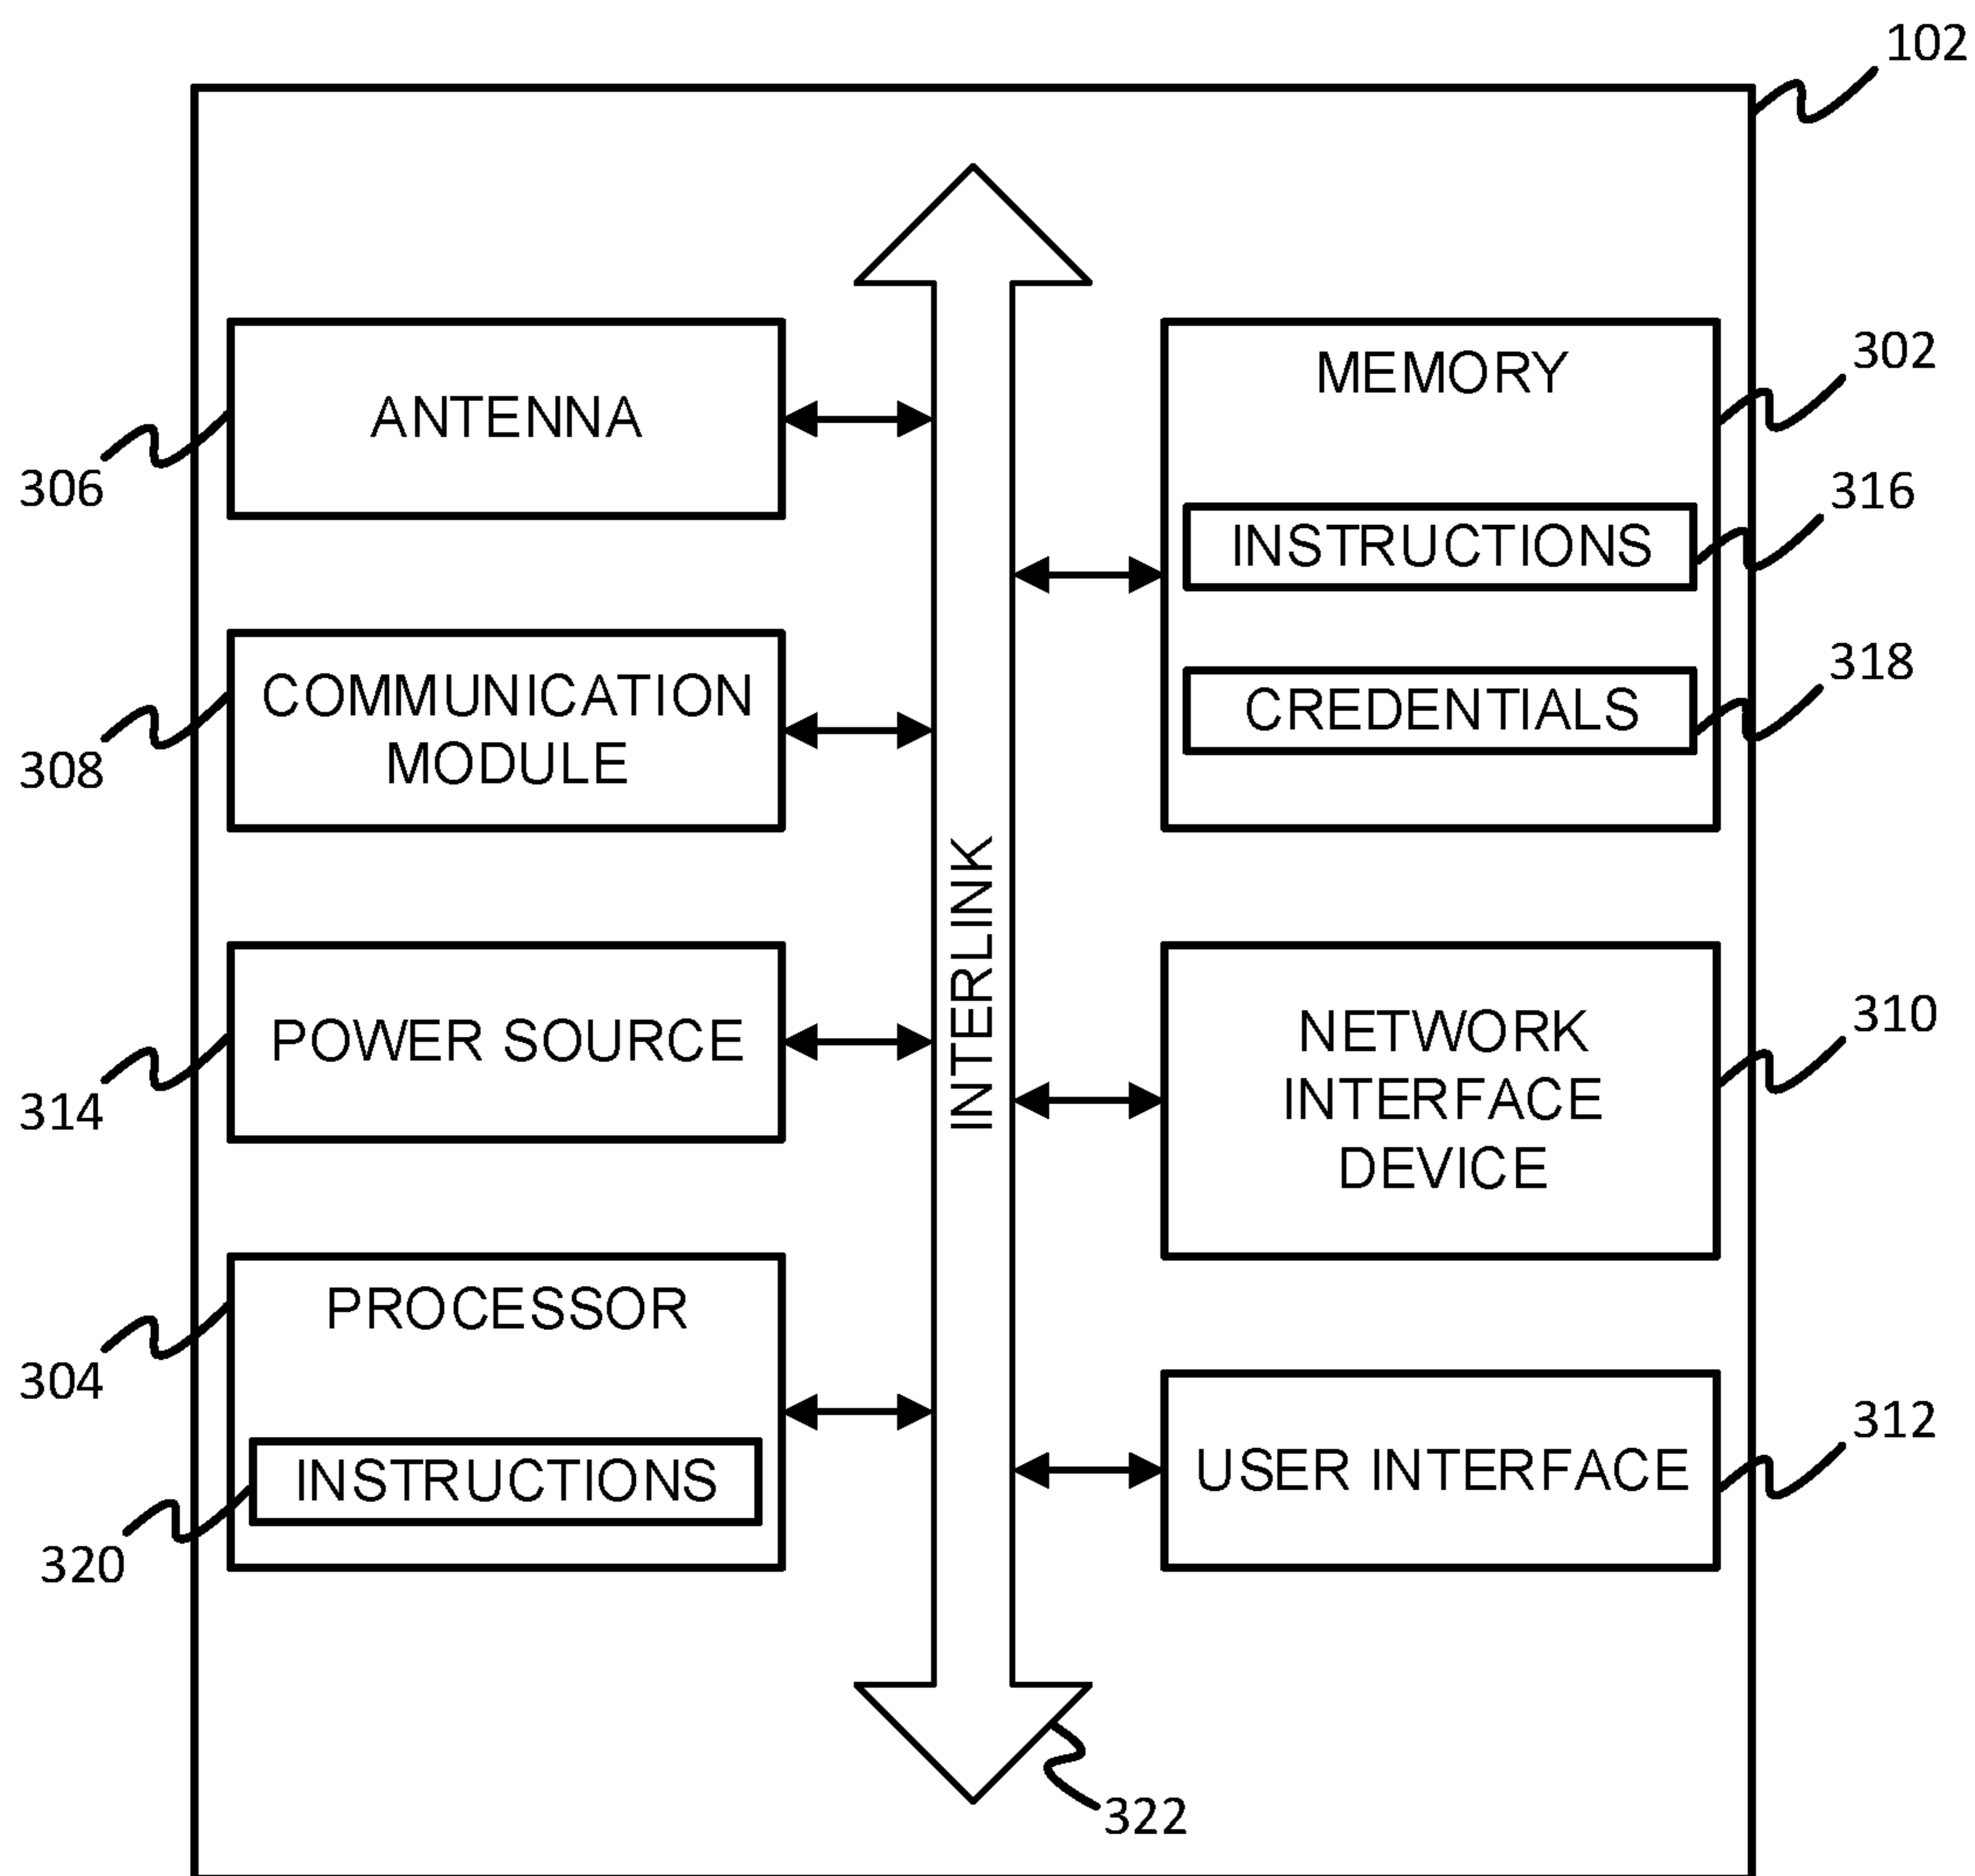 102
ANTENNA
306
MEMORY
302
INSTRUCTIONS
316
CREDENTIALS
318
COMMUNICATION
MODULE
308
INTERLINK
POWER SOURCE
314
NETWORK
INTERFACE
DEVICE
310
PROCESSOR
304
INSTRUCTIONS
320
USER INTERFACE
312
322